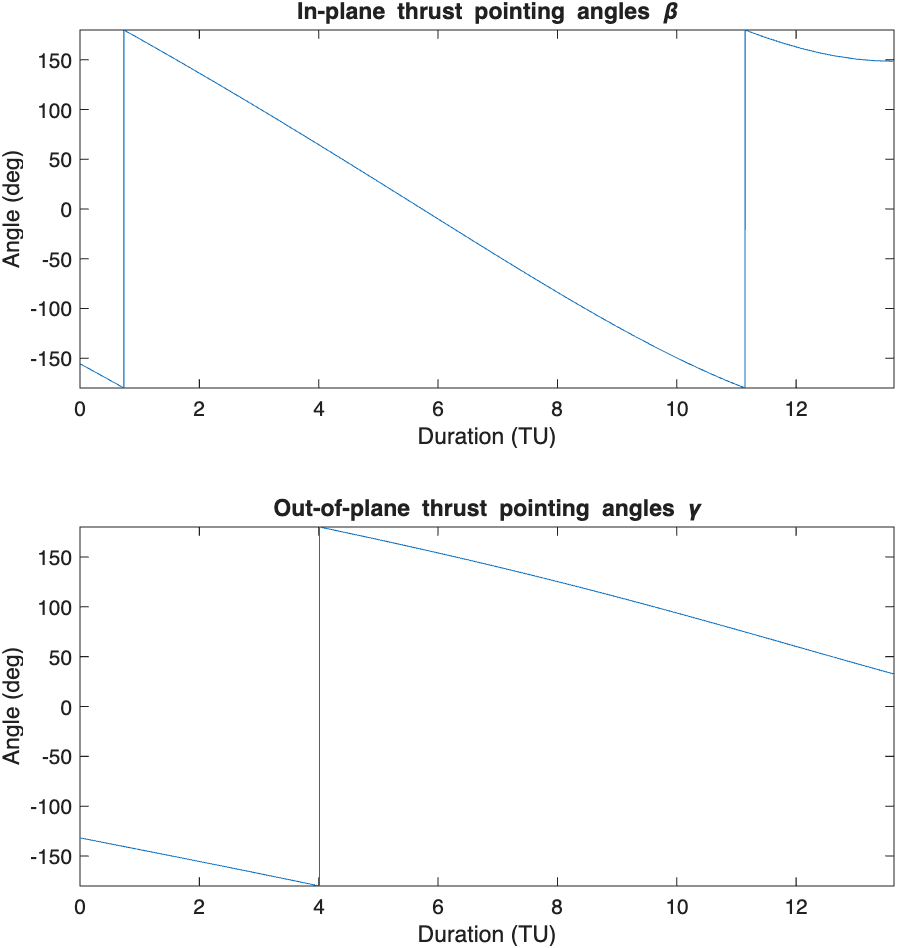 In-plane thrust pointing angles β
Angle (deg)
150
100
50
0
-50
-100
-150
0 2 4 6 8 10 12
Duration (TU)
Out-of-plane thrust pointing angles γ
Angle (deg)
150
100
50
0
-50
-100
-150
0 2 4 6 8 10 12
Duration (TU)